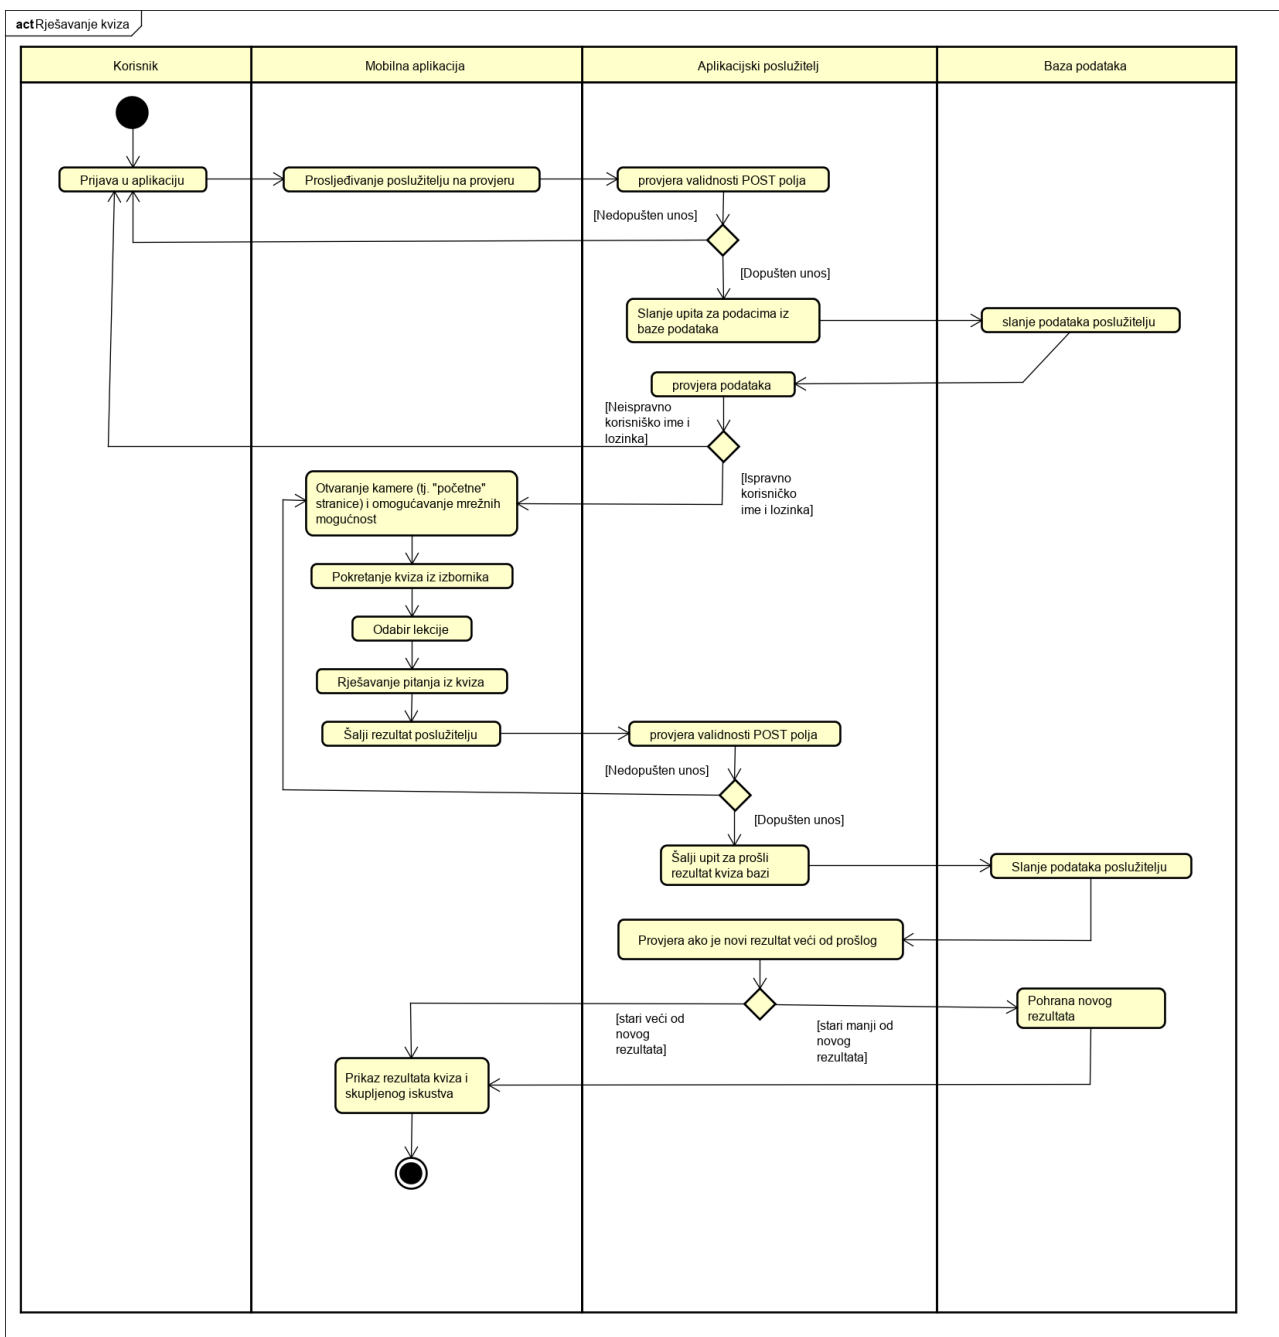 act Rješavanje kviza
Korisnik
Mobilna aplikacija
Aplikacijski poslužitelj
Baza podataka
Prijava u aplikaciju
Prosljeđivanje poslužitelju na provjeru
provjera validnosti POST polja
[Nedopušten unos]
[Dopušten unos]
Slanje upita za podacima iz
baze podataka
slanje podataka poslužitelju
provjera podataka
[Neispravno
korisniško ime i
lozinka]
[Ispravno
korisničko
ime i lozinka]
Otvaranje kamere (tj. "početne"
stranice) i omogućavanje mrežnih
mogućnost
Pokretanje kviza iz izbornika
Odabir lekcije
Rješavanje pitanja iz kviza
Šalji rezultat poslužitelju
provjera validnosti POST polja
[Nedopušten unos]
[Dopušten unos]
Šalji upit za prošli
rezultat kviza bazi
Slanje podataka poslužitelju
Provjera ako je novi rezultat veći od prošlog
[stari veći od
novog
rezultata]
[stari manji od
novog
rezultata]
Pohrana novog
rezultata
Prikaz rezultata kviza i
skupljenog iskustva